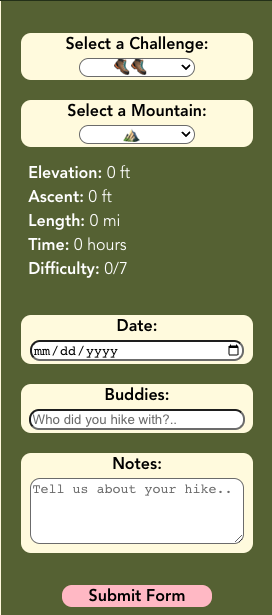 Select a Challenge:
Select a Mountain:
Elevation: 0 ft
Ascent: 0 ft
Length: 0 mi
Time: 0 hours
Difficulty: 0/7
Date:
mm/dd/yyyy
Buddies:
Who did you hike with?..
Notes:
Tell us about your hike..
Submit Form